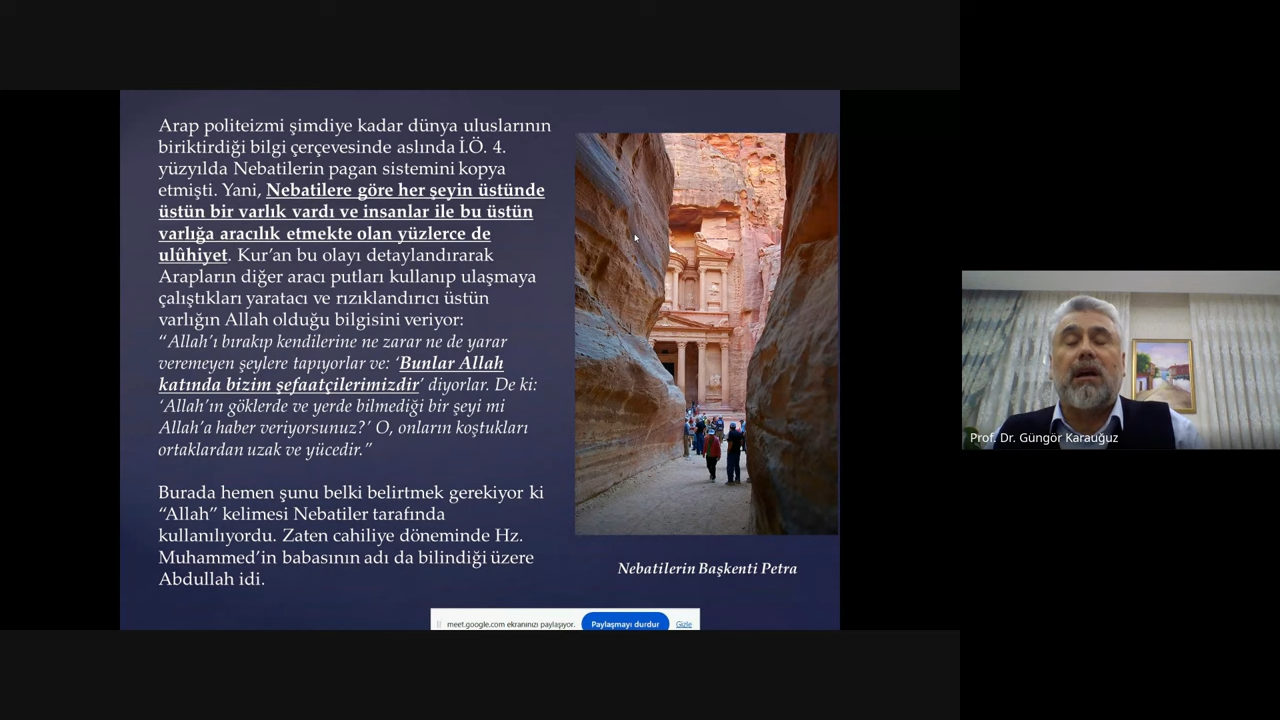 Arap politeizmi şimdiye kadar dünya uluslarının
biriktirdiği bilgi çerçevesinde aslında İ.Ö. 4.
yüzyılda Nebatilerin pagan sistemini kopya
etmişti. Yani, Nebatilere göre her şeyin üstünde
üstün bir varlık vardı ve insanlar ile bu üstün
varlığa aracılık etmekte olan yüzlerce de
ulûhiyet. Kur’an bu olayı detaylandırarak
Arapların diğer aracı putları kullanıp ulaşmaya
çalıştıkları yaratacı ve rızıklandırıcı üstün
varlığın Allah olduğu bilgisini veriyor:
“Allah’ı bırakıp kendilerine ne zarar ne de yarar
veremeyen şeylere tapıyorlar ve: ‘Bunlar Allah
katında bizim şefaatçilerimizdir’ diyorlar. De ki:
‘Allah’ın göklerde ve yerde bilmediği bir şeyi mi
Allah’a haber veriyorsunuz?’ O, onların koştukları
ortaklardan uzak ve yücedir.”
Burada hemen şunu belki belirtmek gerekiyor ki
“Allah” kelimesi Nebatiler tarafında
kullanılıyordu. Zaten cahiliye döneminde Hz.
Muhammed’in babasının adı da bilindiği üzere
Abdullah idi.
Nebatilerin Başkenti Petra
meet.google.com ekranınızı paylaşıyor. Paylaşmayı durdur Gizle
Prof. Dr. Güngör Karauğuz